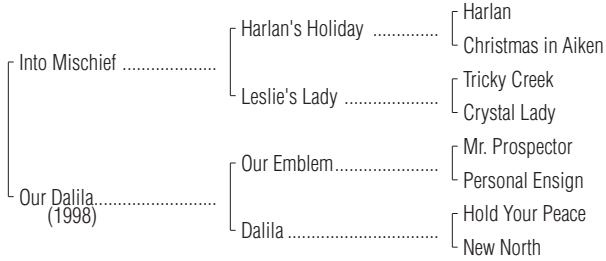 Harlan
Harlan's Holiday ..............
Christmas in Aiken
Into Mischief ....................
Tricky Creek
Leslie's Lady ....................
Crystal Lady
Mr. Prospector
Our Emblem......................
Personal Ensign
Our Dalila..........................
(1998)
Hold Your Peace
Dalila ................................
New North